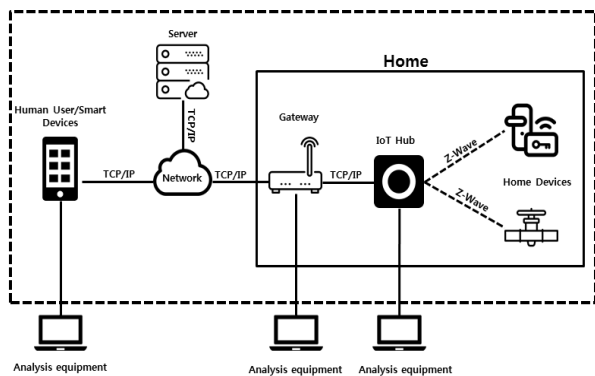 Server
Home
Human User/Smart
Devices
TCP/IP
Gateway
IoT Hub
Z-Wave
TCP/IP
Network
TCP/IP
TCP/IP
Home Devices
Z-Wave
Analysis equipment
Analysis equipment
Analysis equipment